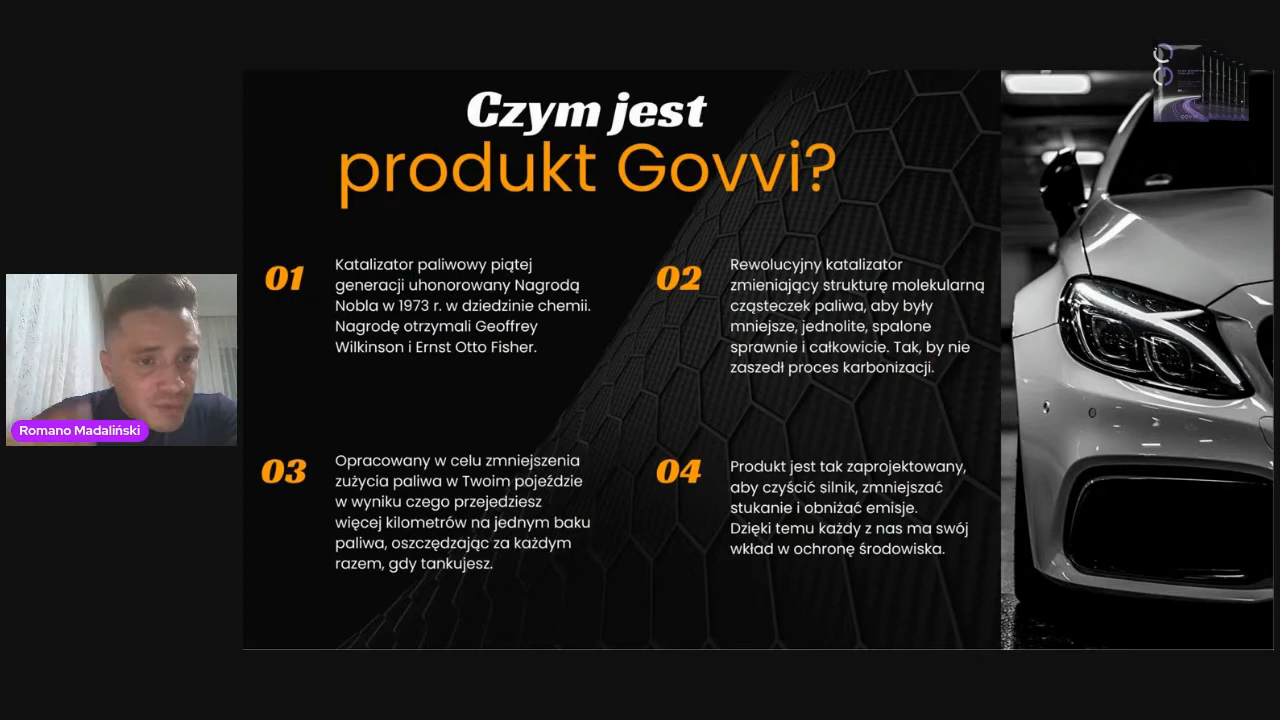 Czym jest
produkt Govvi?
01
Katalizator paliwowy piątej
generacji uhonorowany Nagrodą
Nobla w 1973 r. w dziedzinie chemii.
Nagrodę otrzymali Geoffrey
Wilkinson i Ernst Otto Fisher.
02
Rewolucyjny katalizator
zmieniający strukturę molekularną
cząsteczek paliwa, aby były
mniejsze, jednolite, spalone
sprawnie i całkowicie. Tak, by nie
zaszedł proces karbonizacji.
03
Opracowany w celu zmniejszenia
zużycia paliwa w Twoim pojeździe
w wyniku czego przejedziesz
więcej kilometrów na jednym baku
paliwa, oszczędzając za każdym
razem, gdy tankujesz.
04
Produkt jest tak zaprojektowany,
aby czyścić silnik, zmniejszać
stukanie i obniżać emisje.
Dzięki temu każdy z nas ma swój
wkład w ochronę środowiska.
Romano Madaliński